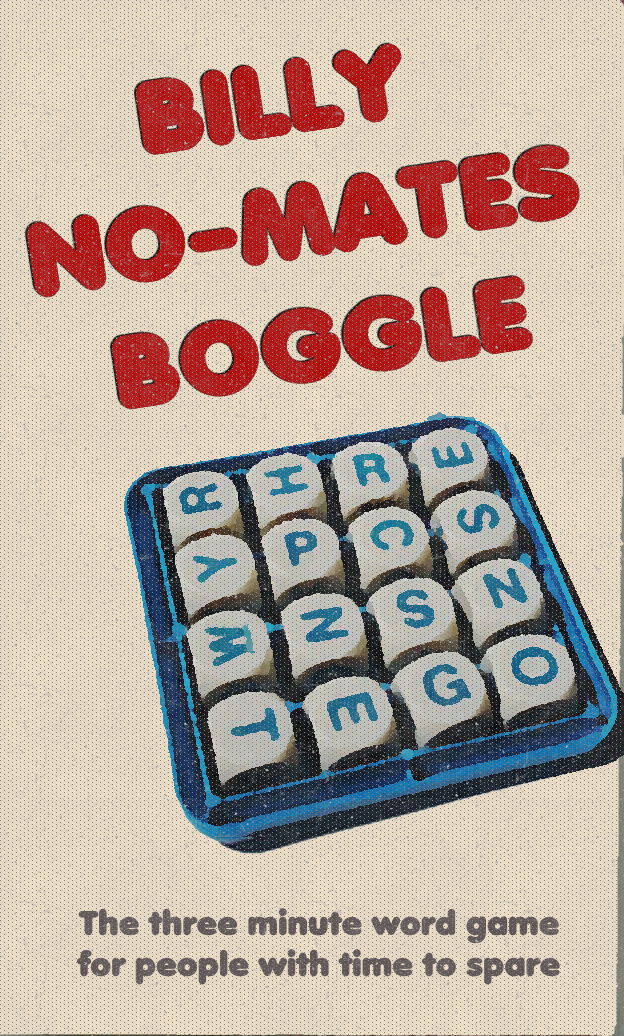 BILLY
NO-MATES
BOGGLE
R H R E
Y P C S
W Z S N
T E G O
The three minute word game
for people with time to spare